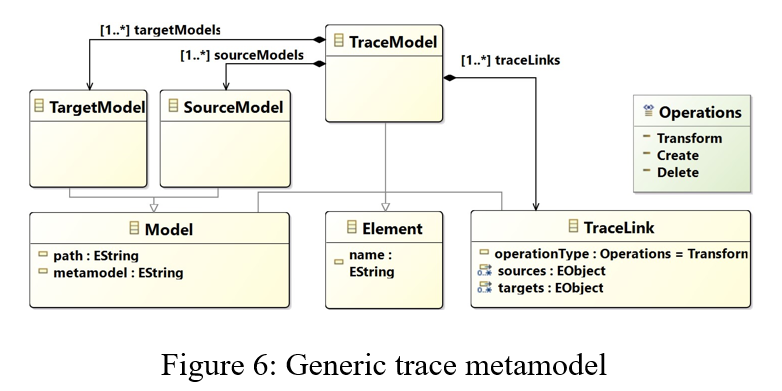 [1..*] targetModels
[1..*] sourceModels
TraceModel
[1..*] traceLinks
TargetModel
SourceModel
Operations
Transform
Create
Delete
Model
path : EString
metamodel : EString
Element
name :
EString
TraceLink
operationType : Operations = Transform
sources : EObject
targets : EObject
Figure 6: Generic trace metamodel